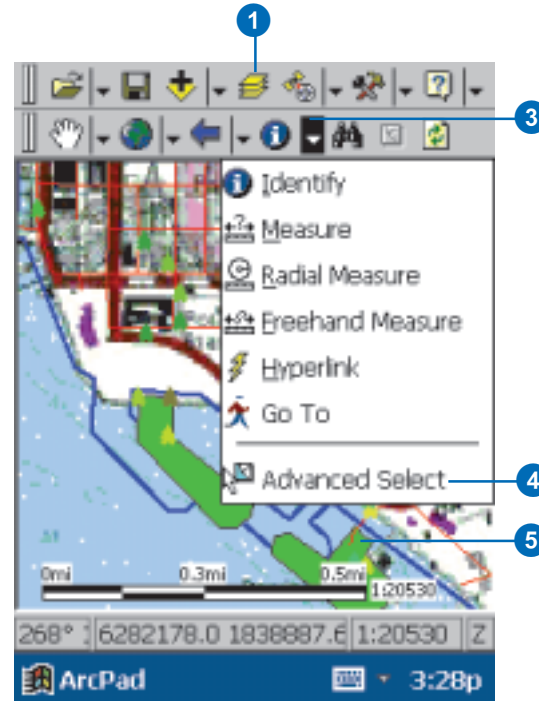 1
3
Identify
Measure
Radial Measure
Freehand Measure
Hyperlink
Go To
Advanced Select
4
5
0mi 0.3mi 0.5mi
1:20530
268° 6282178.0 1838887.6 1:20530 Z
ArcPad 3:28p